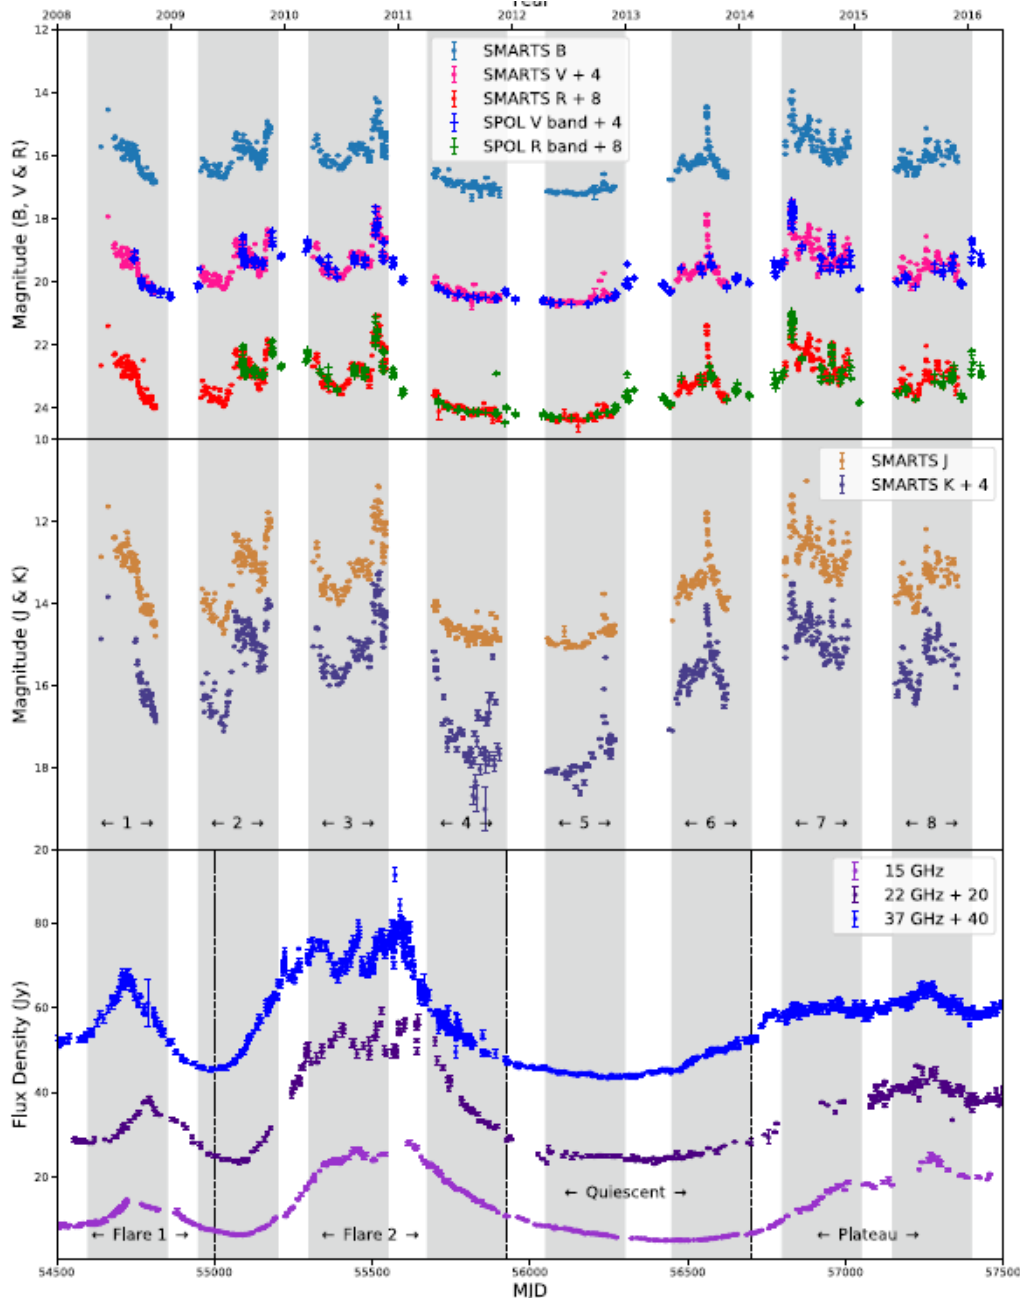 Year
2008 2009 2010 2011 2012 2013 2014 2015 2016
12
14
16
18
20
22
24
Magnitude (B, V & R)
SMARTS B
SMARTS V + 4
SMARTS R + 8
SPOL V band + 4
SPOL R band + 8
10
12
14
16
18
20
Magnitude (J & K)
SMARTS J
SMARTS K + 4
← 1 → ← 2 → ← 3 → ← 4 → ← 5 → ← 6 → ← 7 → ← 8 →
80
60
40
20
Flux Density (Jy)
15 GHz
22 GHz + 20
37 GHz + 40
← Quiescent →
← Flare 1 → ← Flare 2 → ← Plateau →
54500 55000 55500 56000 56500 57000 57500
MJD